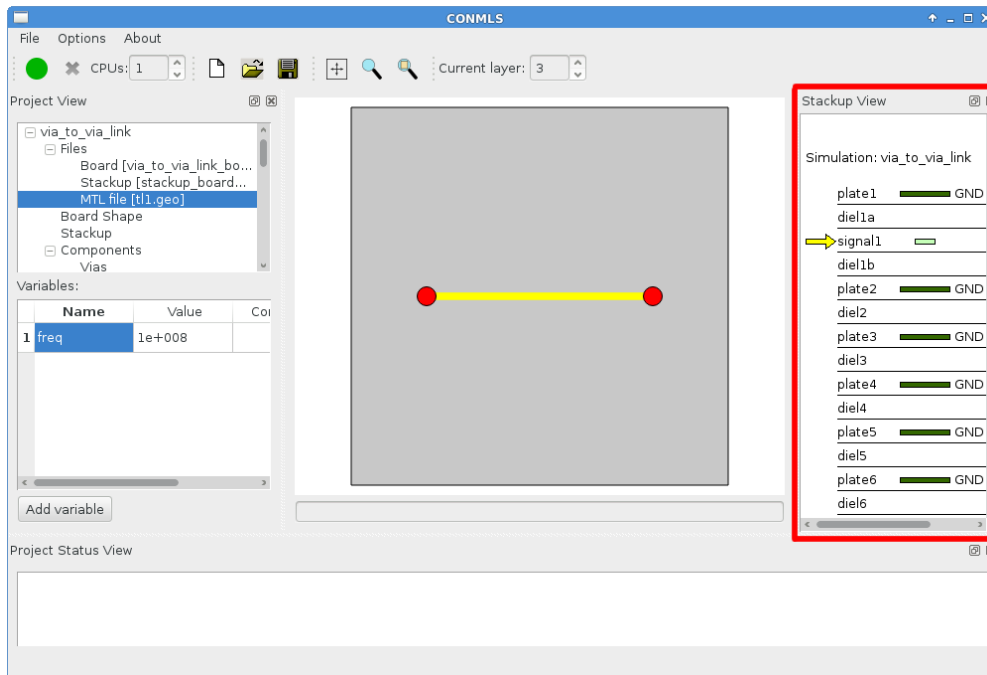 CONMLS
File Options About
CPUs: 1 Current layer: 3
Project View
via_to_via_link
Files
Board [via_to_via_link_bo...
Stackup [stackup_board...
MTL file [tl1.geo]
Board Shape
Stackup
Components
Vias
Variables:
Name Value
1 freq 1e+008
Add variable
Stackup View
Simulation: via_to_via_link
plate1 GND
diel1a
signal1
diel1b
plate2 GND
diel2
plate3 GND
diel3
plate4 GND
diel4
plate5 GND
diel5
plate6 GND
diel6
Project Status View